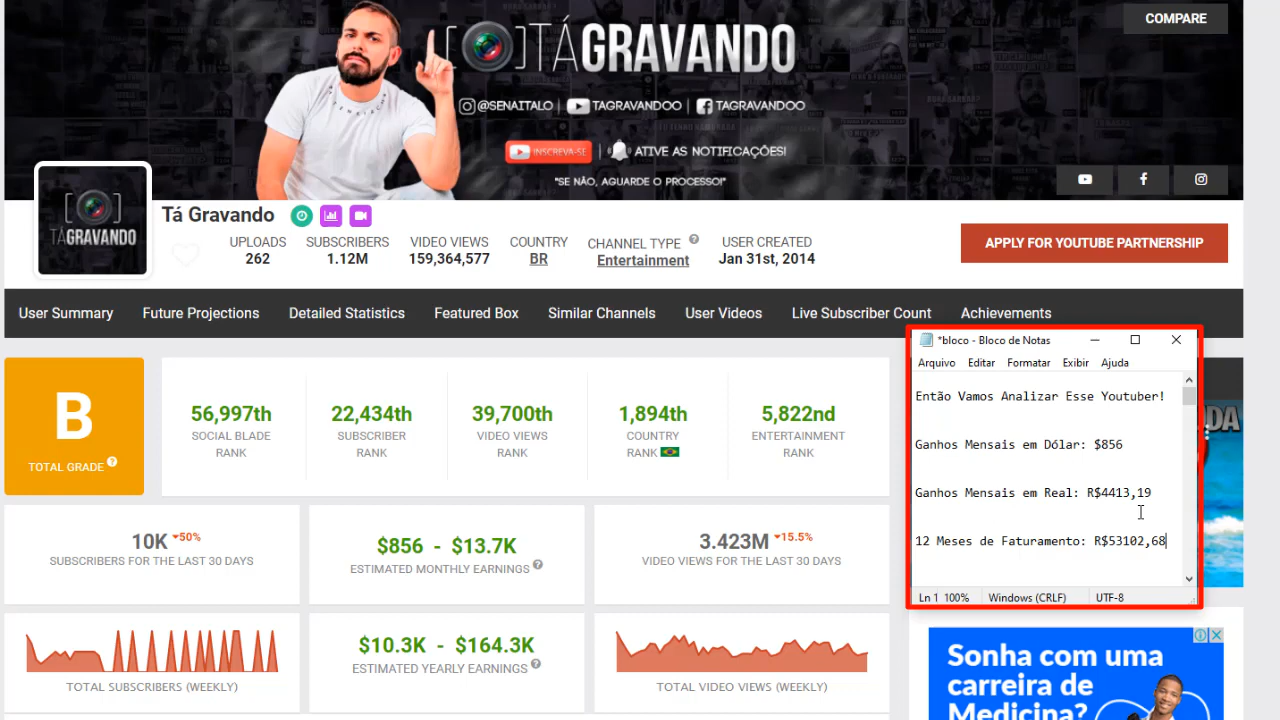 COMPARE
[O]TÁGRAVANDO
@SENAITALO | TAGRAVANDOO | TAGRAVANDOO
INSCREVA-SE | ATIVE AS NOTIFICAÇÕES!
"SE NÃO, AGUARDE O PROCESSO!"
TÁGRAVANDO
Tá Gravando
UPLOADS SUBSCRIBERS VIDEO VIEWS COUNTRY CHANNEL TYPE USER CREATED
262 1.12M 159,364,577 BR Entertainment Jan 31st, 2014
APPLY FOR YOUTUBE PARTNERSHIP
User Summary Future Projections Detailed Statistics Featured Box Similar Channels User Videos Live Subscriber Count Achievements
B
TOTAL GRADE
56,997th
SOCIAL BLADE
RANK
22,434th
SUBSCRIBER
RANK
39,700th
VIDEO VIEWS
RANK
1,894th
COUNTRY
RANK
5,822nd
ENTERTAINMENT
RANK
10K 50%
SUBSCRIBERS FOR THE LAST 30 DAYS
$856 - $13.7K
ESTIMATED MONTHLY EARNINGS
3.423M 15.5%
VIDEO VIEWS FOR THE LAST 30 DAYS
TOTAL SUBSCRIBERS (WEEKLY)
$10.3K - $164.3K
ESTIMATED YEARLY EARNINGS
TOTAL VIDEO VIEWS (WEEKLY)
*bloco - Bloco de Notas
Arquivo Editar Formatar Exibir Ajuda
Então Vamos Analizar Esse Youtuber!
Ganhos Mensais em Dólar: $856
Ganhos Mensais em Real: R$4413,19
12 Meses de Faturamento: R$53102,68
Ln 1 100% Windows (CRLF) UTF-8
Sonha com uma
carreira de
Medicina?